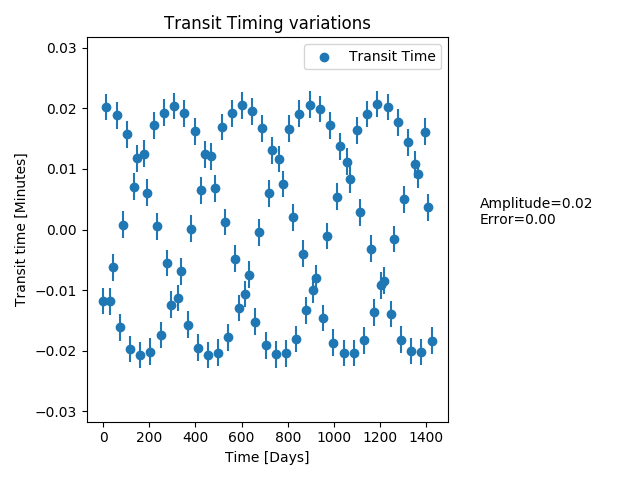 Transit Timing variations
Transit Time
0.03
0.02
0.01
0.00
−0.01
−0.02
−0.03
Transit time [Minutes]
0 200 400 600 800 1000 1200 1400
Time [Days]
Amplitude=0.02
Error=0.00